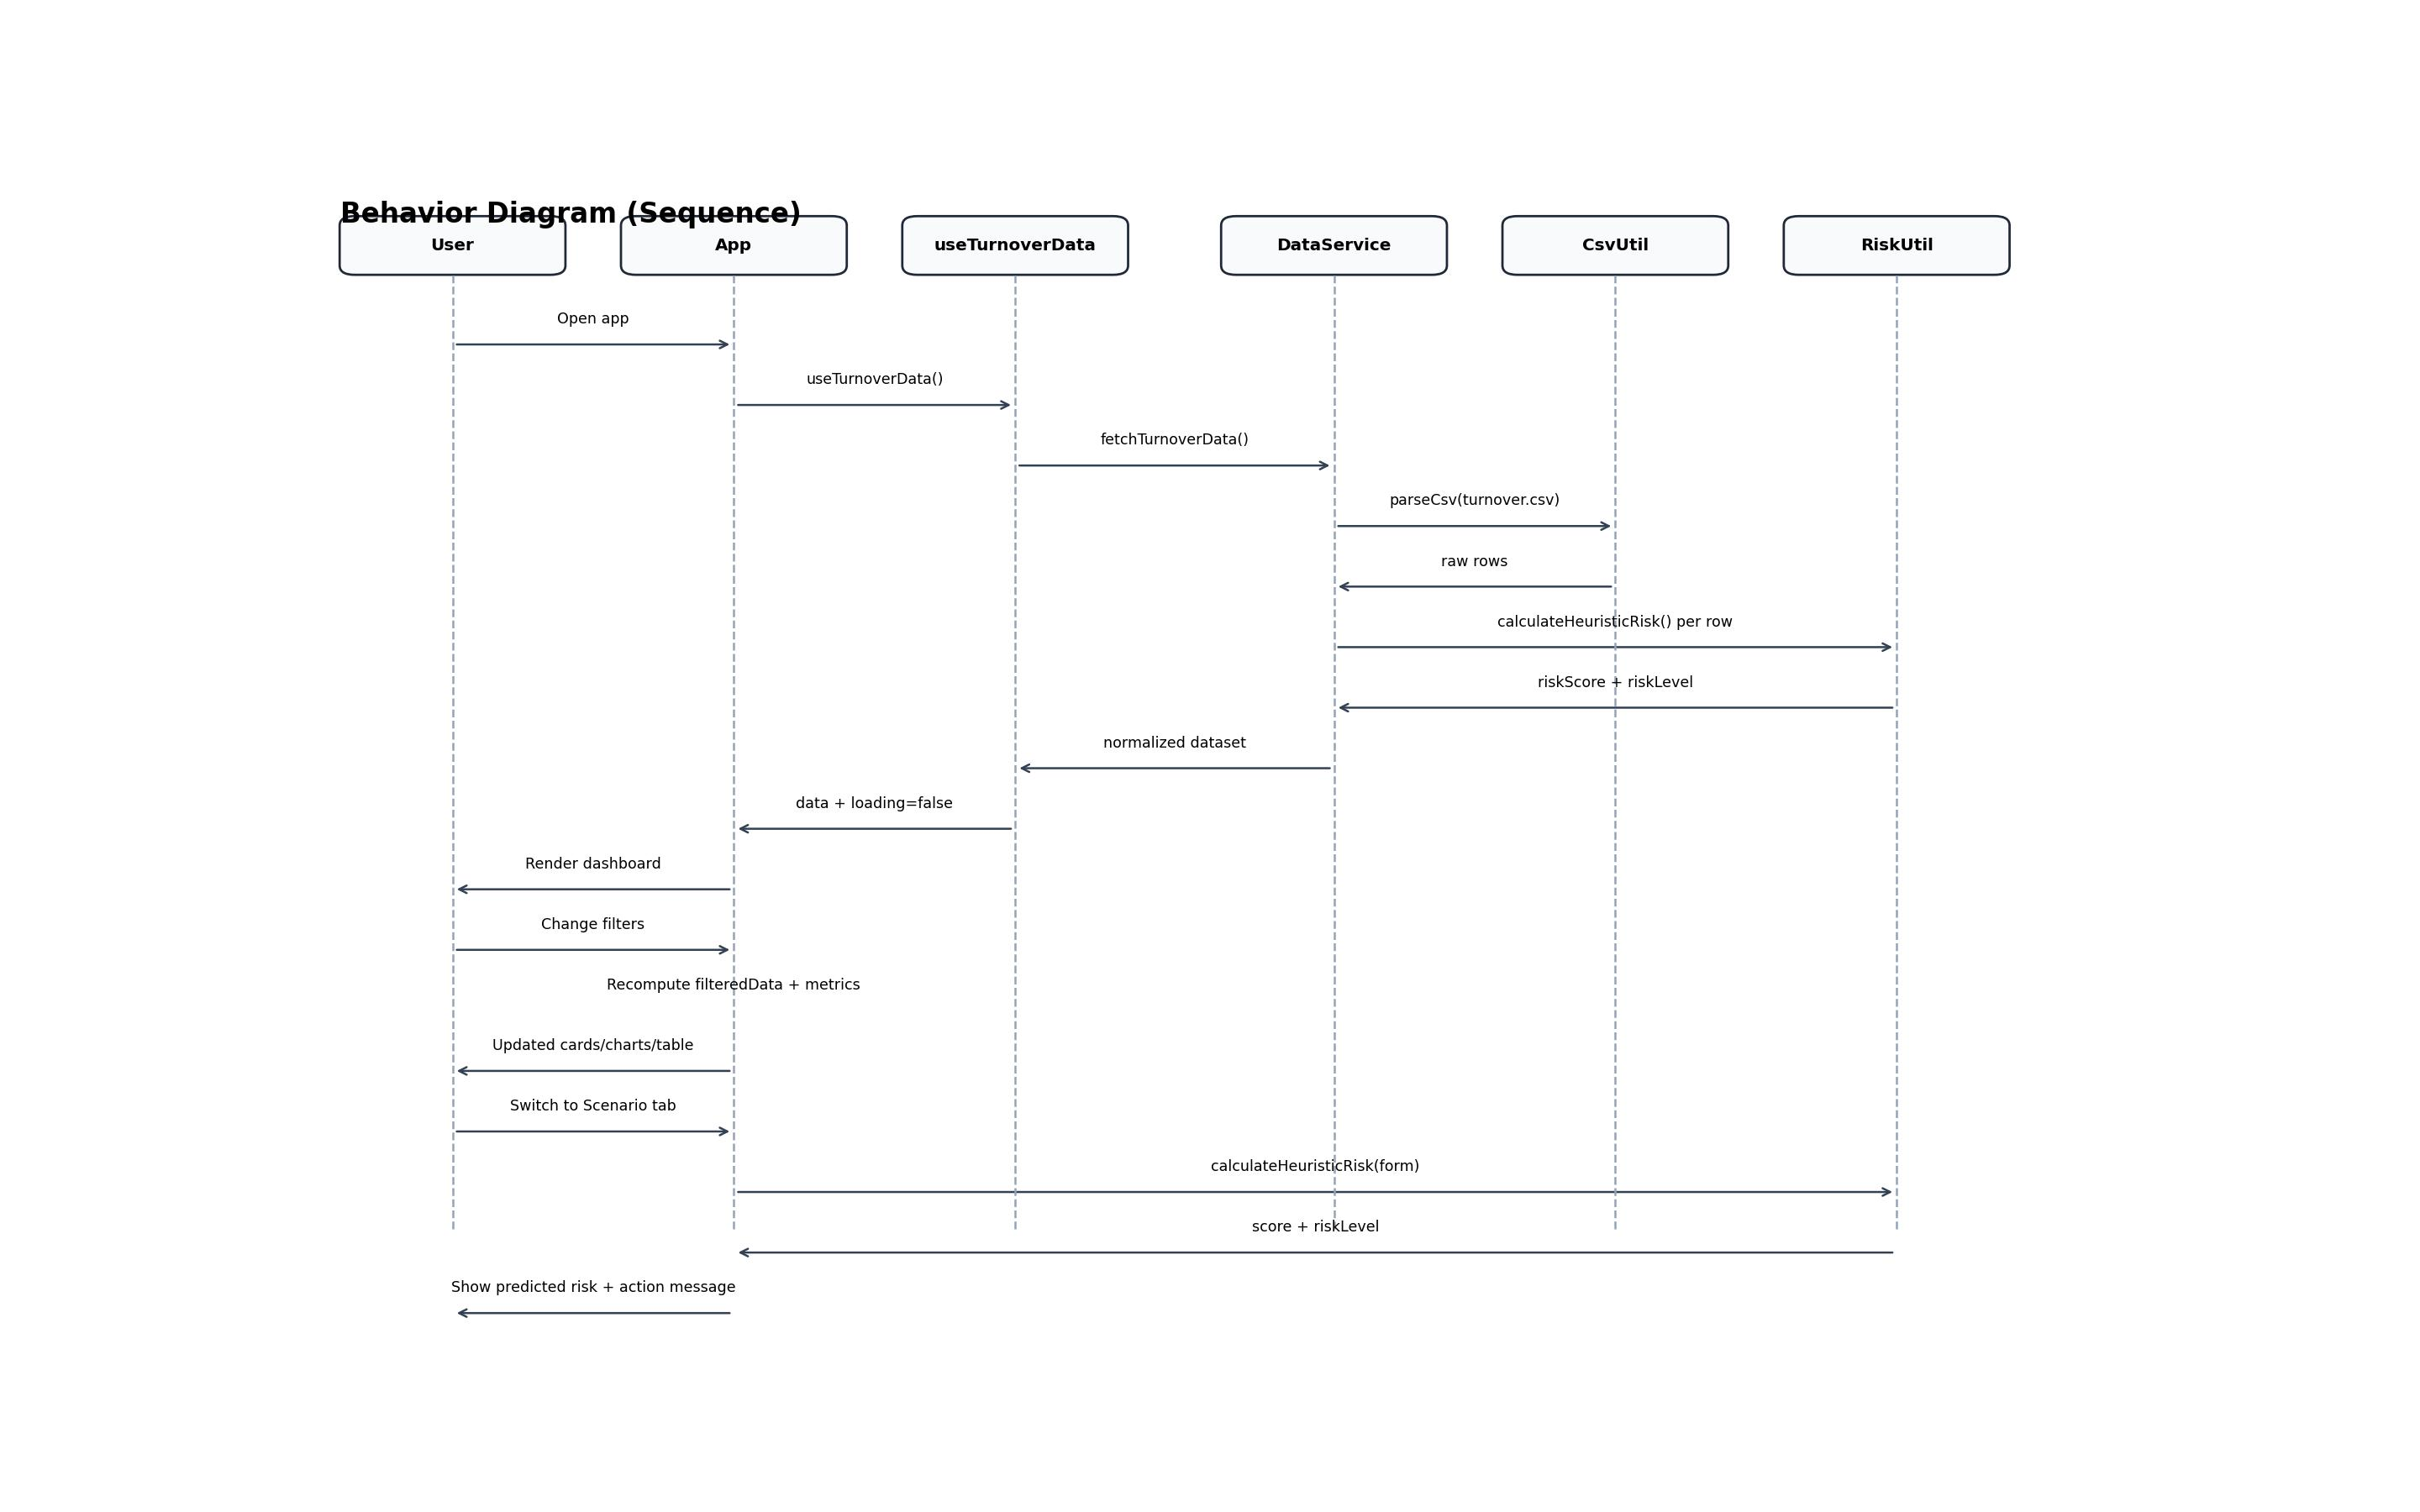 Behavior Diagram (Sequence)
User
App
useTurnoverData
DataService
CsvUtil
RiskUtil
Open app
useTurnoverData()
fetchTurnoverData()
parseCsv(turnover.csv)
raw rows
calculateHeuristicRisk() per row
riskScore + riskLevel
normalized dataset
data + loading=false
Render dashboard
Change filters
Recompute filteredData + metrics
Updated cards/charts/table
Switch to Scenario tab
calculateHeuristicRisk(form)
score + riskLevel
Show predicted risk + action message